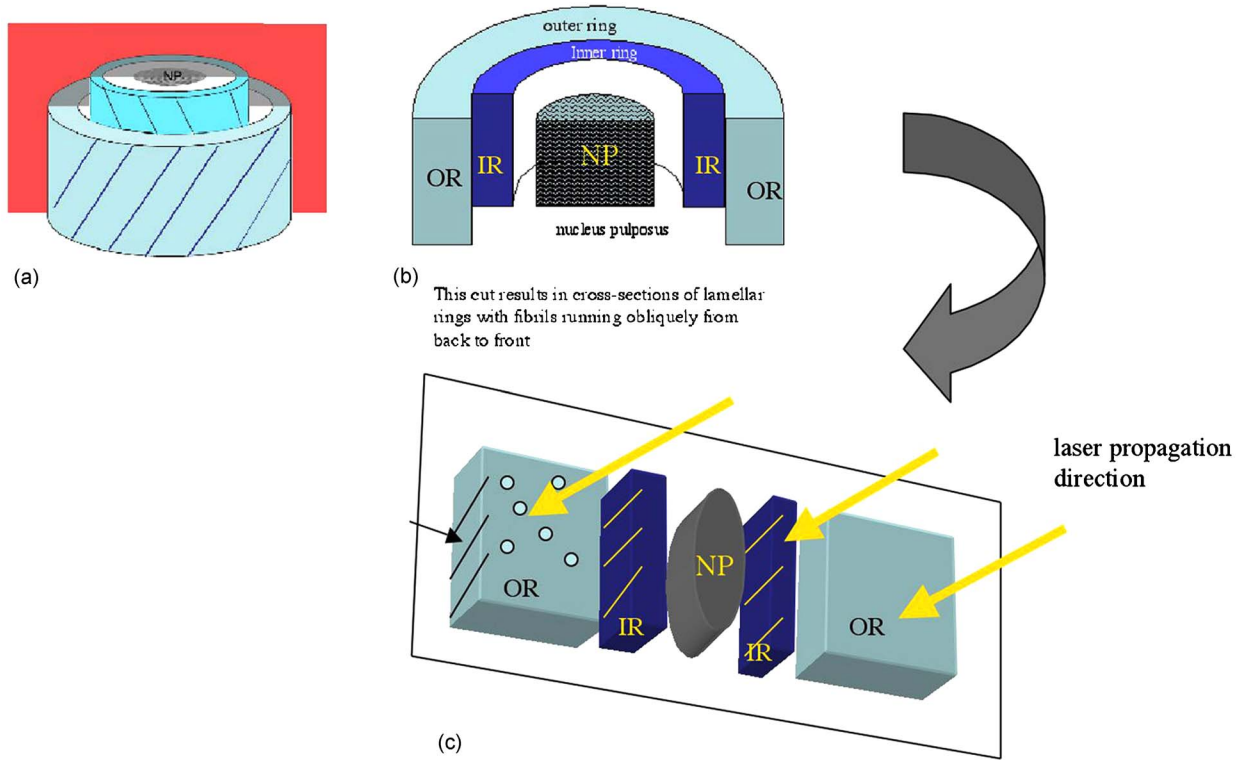 NP
(a)
outer ring
Inner ring
OR
IR
NP
IR
OR
nucleus pulposus
(b)
This cut results in cross-sections of lamellar
rings with fibrils running obliquely from
back to front
laser propagation
direction
OR
IR
NP
IR
OR
(c)